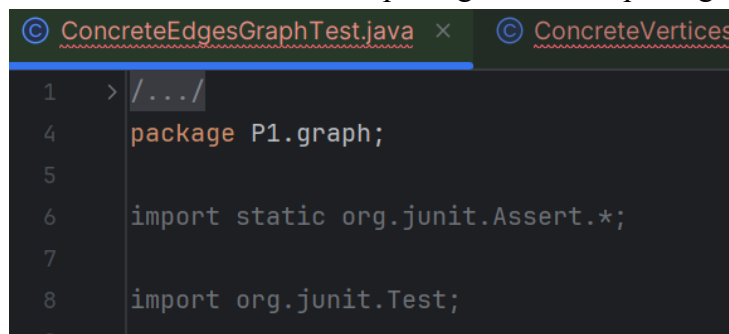 ConcreteEdgesGraphTest.java × ConcreteVertices
1 > /.../
4 package P1.graph;
5
6 import static org.junit.Assert.*;
7
8 import org.junit.Test;